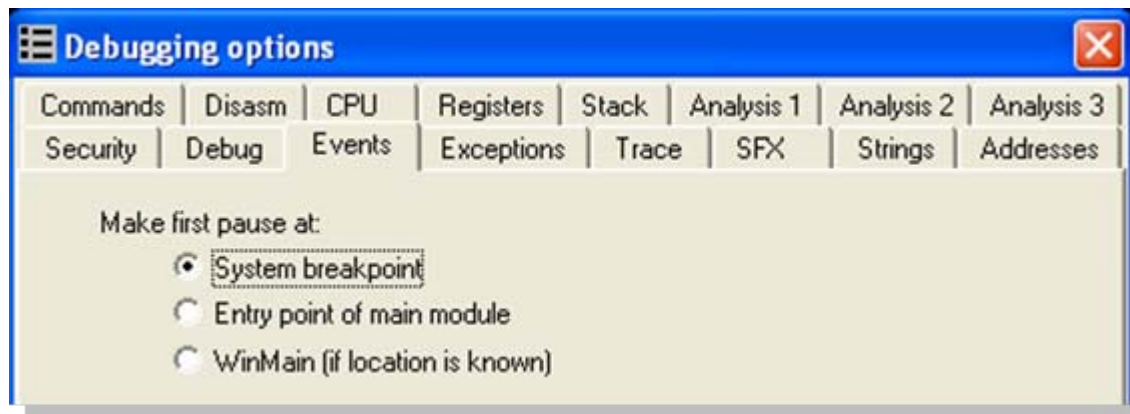 Debugging options
Commands Disasm CPU Registers Stack Analysis 1 Analysis 2 Analysis 3
Security Debug Events Exceptions Trace SFX Strings Addresses
Make first pause at:
System breakpoint
Entry point of main module
WinMain (if location is known)